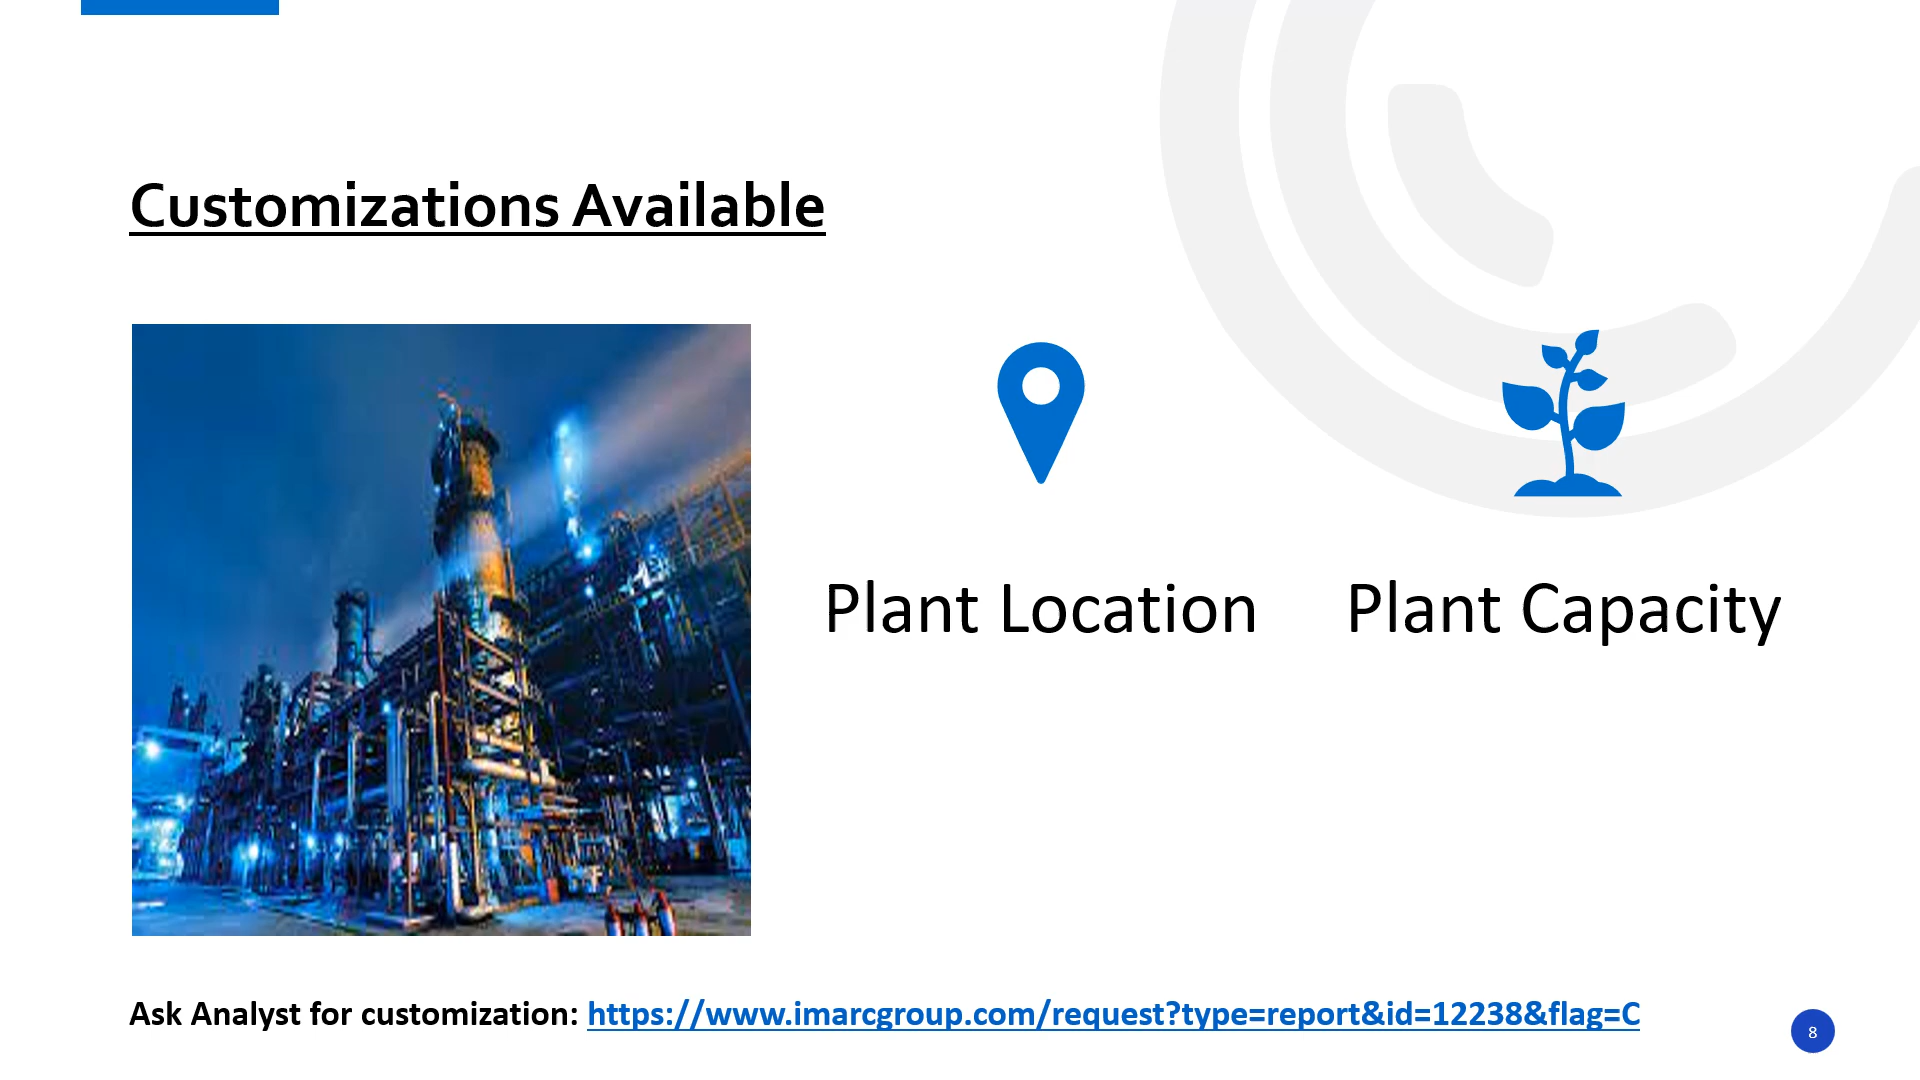 Customizations Available
Plant Location
Plant Capacity
Ask Analyst for customization: https://www.imarcgroup.com/request?type=report&id=12238&flag=C
8